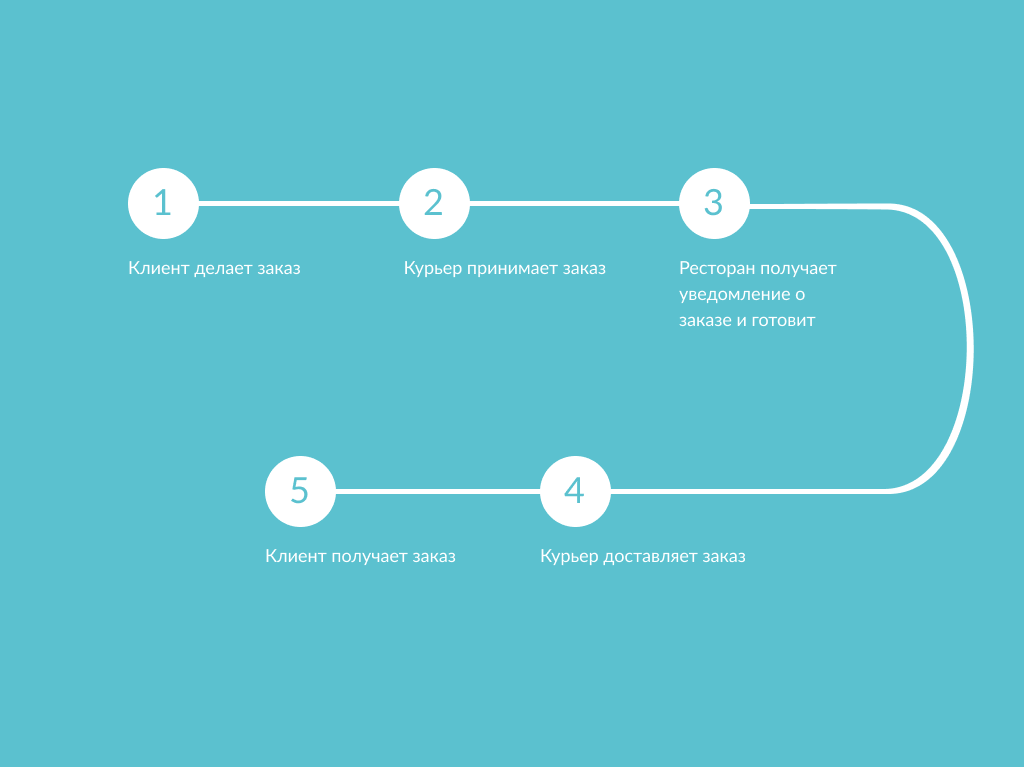 1
2
3
Клиент делает заказ
Курьер принимает заказ
Ресторан получает
уведомление о
заказе и готовит
5
4
Клиент получает заказ
Курьер доставляет заказ